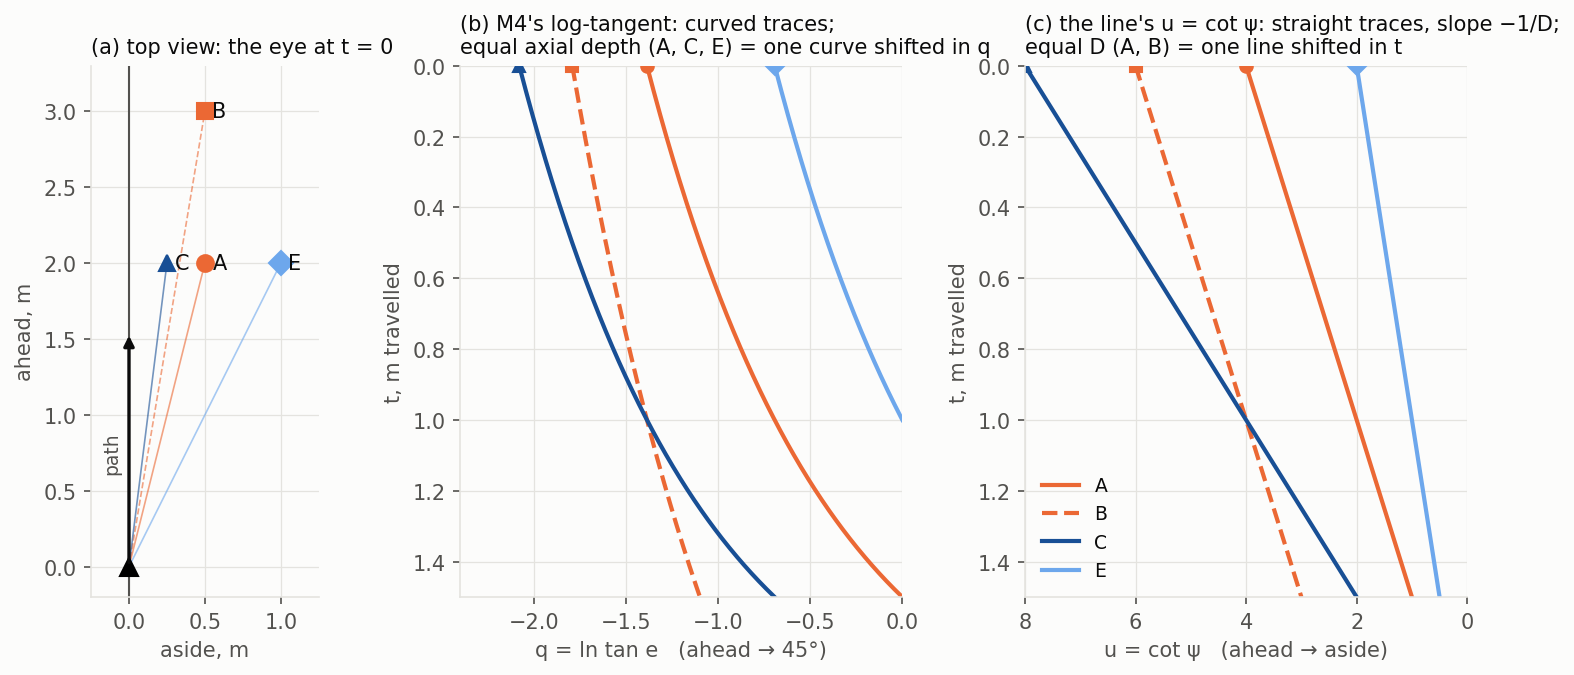 (a) top view: the eye at t = 0
3.0
2.5
2.0
1.5
1.0
0.5
0.0
ahead, m
B
C
A
E
path
0.0
0.5
1.0
aside, m
(b) M4's log-tangent: curved traces;
equal axial depth (A, C, E) = one curve shifted in q
0.0
0.2
0.4
0.6
0.8
1.0
1.2
1.4
t, m travelled
−2.0
−1.5
−1.0
−0.5
0.0
q = ln tan e (ahead → 45°)
(c) the line's u = cot ψ: straight traces, slope −1/D;
equal D (A, B) = one line shifted in t
0.0
0.2
0.4
0.6
0.8
1.0
1.2
1.4
t, m travelled
A
B
C
E
8
6
4
2
0
u = cot ψ (ahead → aside)